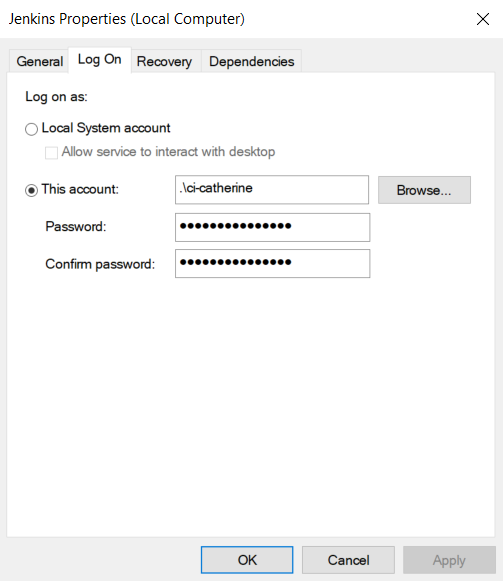 Jenkins Properties (Local Computer)
General Log On Recovery Dependencies
Log on as:
Local System account
Allow service to interact with desktop
This account: .\ci-catherine Browse...
Password: ●●●●●●●●●●●●●●●
Confirm password: ●●●●●●●●●●●●●●●
OK Cancel Apply